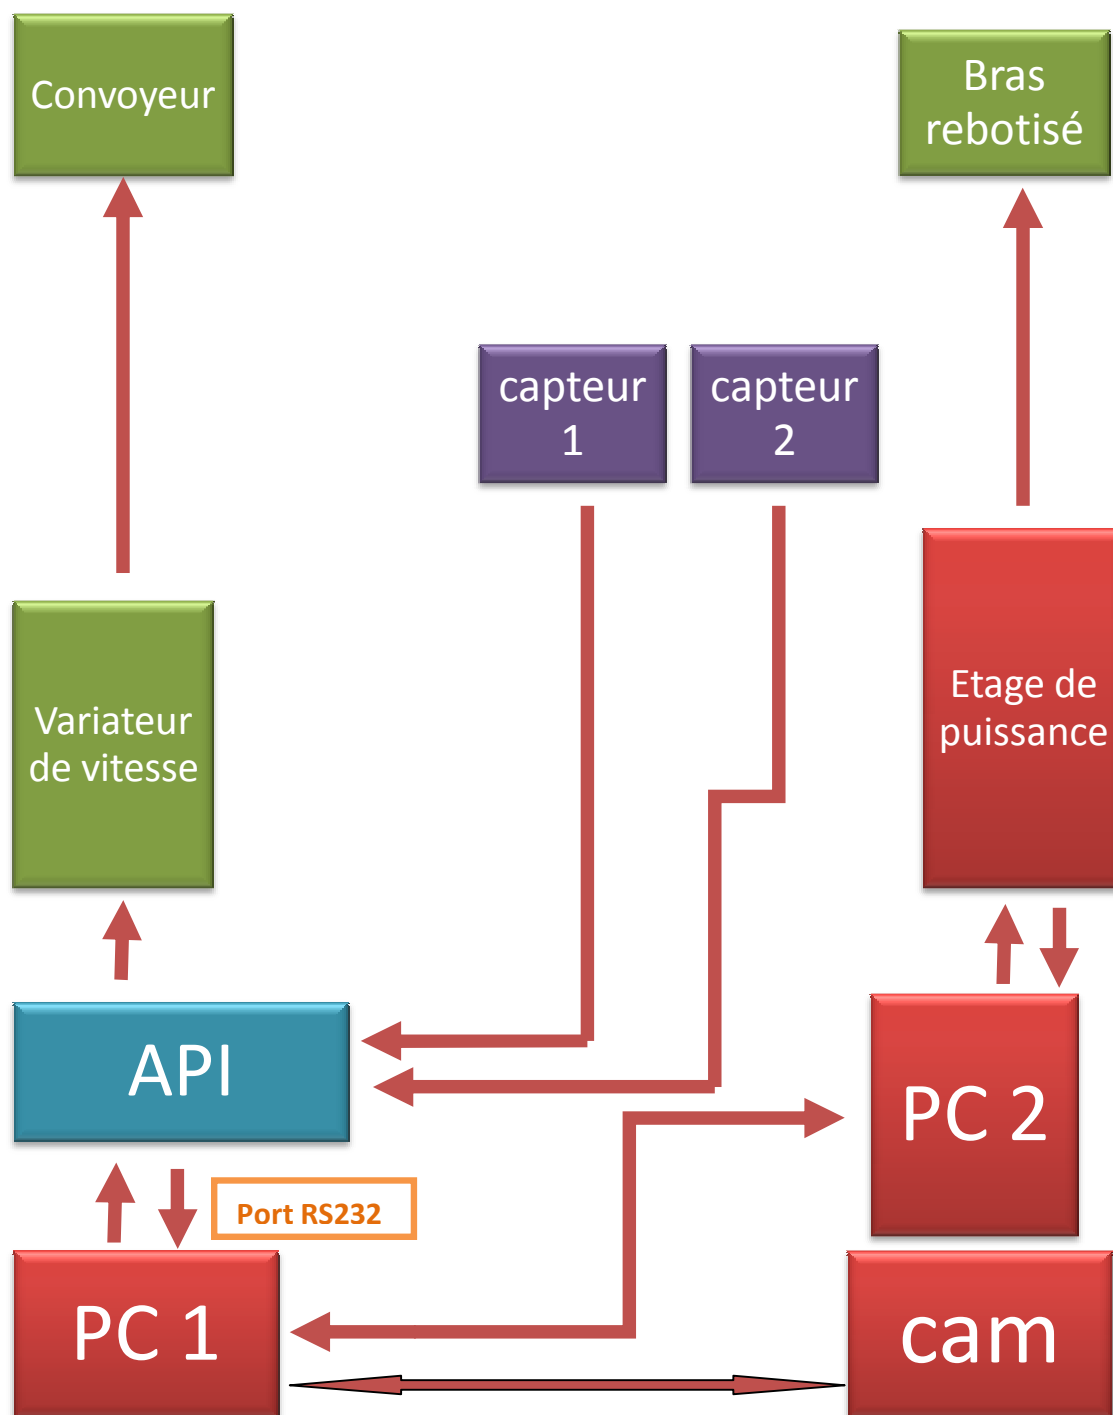 Convoyeur
Bras
rebotisé
capteur
1
capteur
2
Variateur
de vitesse
Etage de
puissance
API
PC 2
Port RS232
PC 1
cam